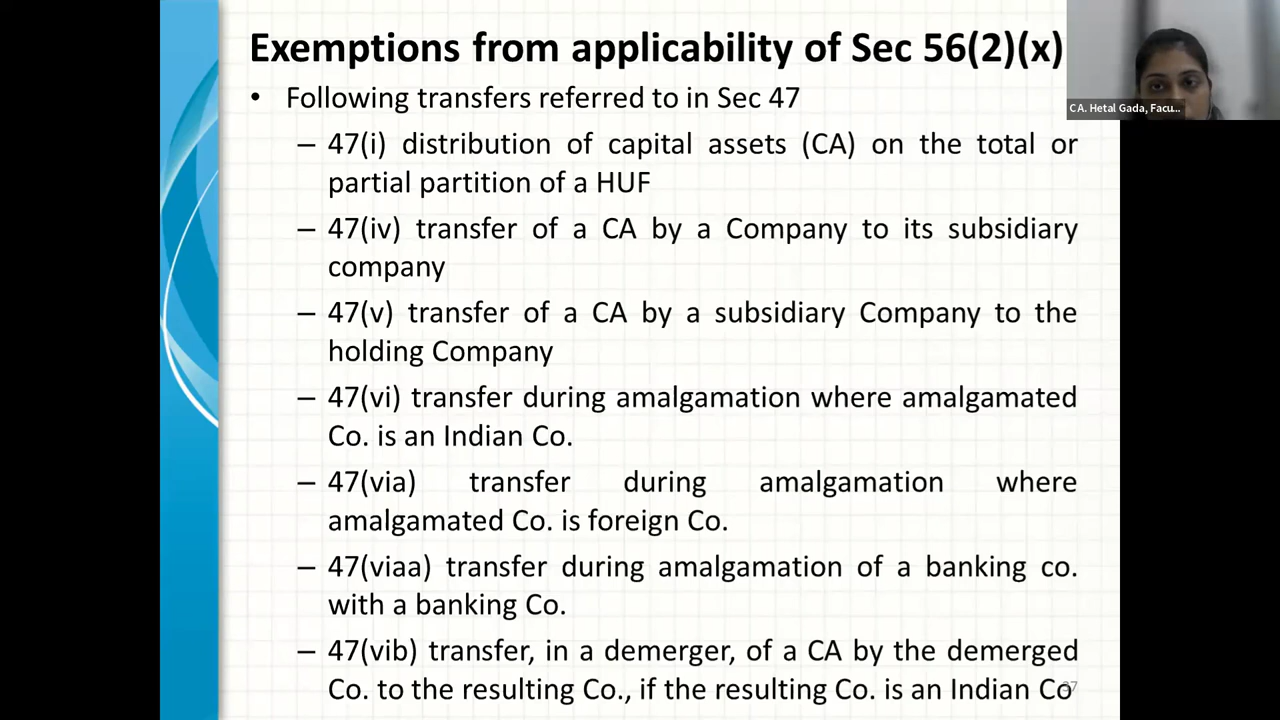 Exemptions from applicability of Sec 56(2)(x)
CA. Hetal Gada, Facu...
• Following transfers referred to in Sec 47
– 47(i) distribution of capital assets (CA) on the total or
partial partition of a HUF
– 47(iv) transfer of a CA by a Company to its subsidiary
company
– 47(v) transfer of a CA by a subsidiary Company to the
holding Company
– 47(vi) transfer during amalgamation where amalgamated
Co. is an Indian Co.
– 47(via) transfer during amalgamation where
amalgamated Co. is foreign Co.
– 47(viaa) transfer during amalgamation of a banking co.
with a banking Co.
– 47(vib) transfer, in a demerger, of a CA by the demerged
Co. to the resulting Co., if the resulting Co. is an Indian Co